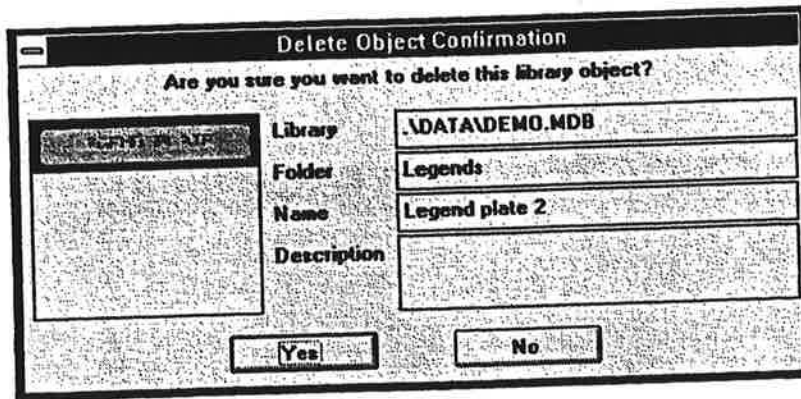 Delete Object Confirmation
Are you sure you want to delete this library object?
Library
.\DATA\DEMO.MDB
Folder
Legends
Name
Legend plate 2
Description
Yes
No